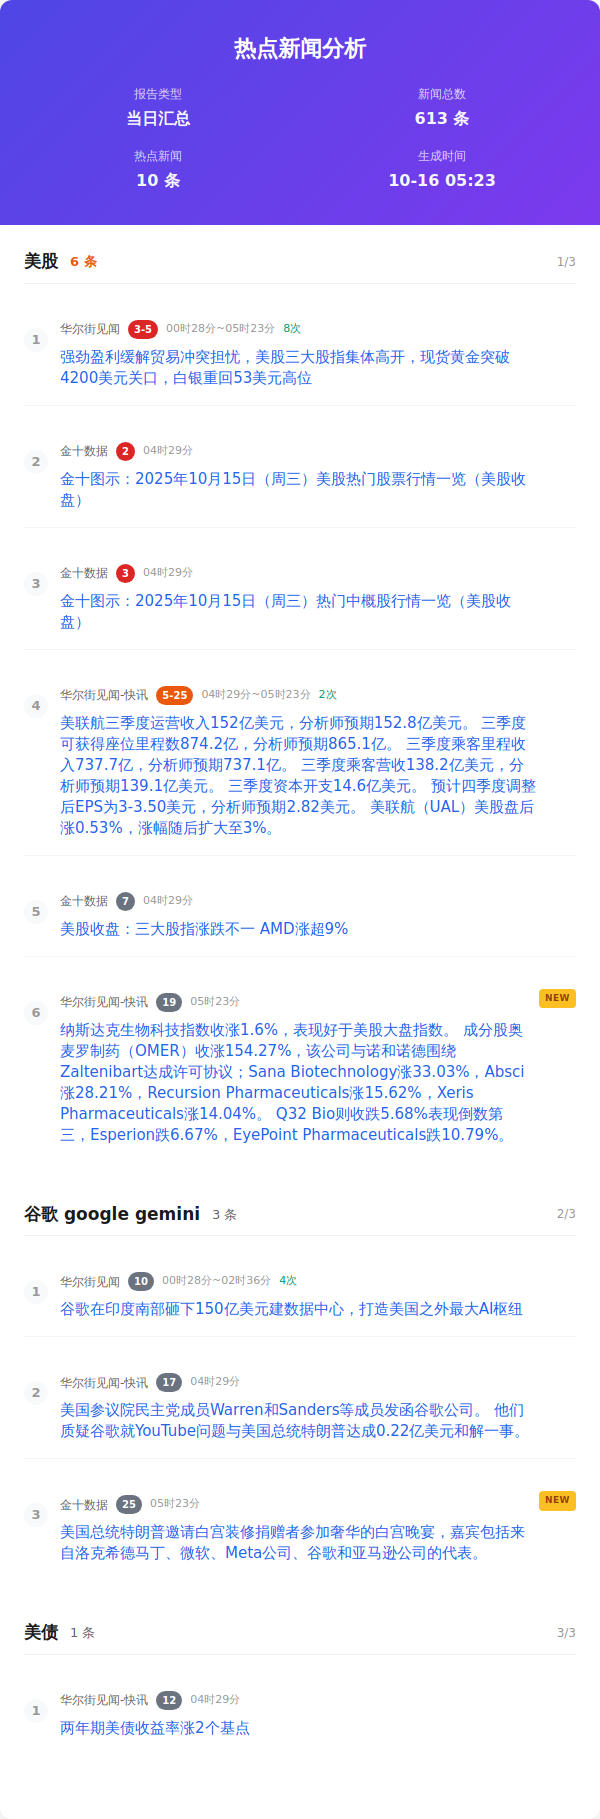 热点新闻分析
报告类型
新闻总数
当日汇总
613 条
热点新闻
生成时间
10 条
10-16 05:23
美股 6 条 1/3
1
华尔街见闻 3-5 00时28分~05时23分 8次
强劲盈利缓解贸易冲突担忧，美股三大股指集体高开，现货黄金突破
4200美元关口，白银重回53美元高位
2
金十数据 2 04时29分
金十图示：2025年10月15日（周三）美股热门股票行情一览（美股收
盘）
3
金十数据 3 04时29分
金十图示：2025年10月15日（周三）热门中概股行情一览（美股收
盘）
4
华尔街见闻-快讯 5-25 04时29分~05时23分 2次
美联航三季度运营收入152亿美元，分析师预期152.8亿美元。 三季度
可获得座位里程数874.2亿，分析师预期865.1亿。 三季度乘客里程收
入737.7亿，分析师预期737.1亿。 三季度乘客营收138.2亿美元，分
析师预期139.1亿美元。 三季度资本开支14.6亿美元。 预计四季度调整
后EPS为3-3.50美元，分析师预期2.82美元。 美联航（UAL）美股盘后
涨0.53%，涨幅随后扩大至3%。
5
金十数据 7 04时29分
美股收盘：三大股指涨跌不一 AMD涨超9%
6
华尔街见闻-快讯 19 05时23分
NEW
纳斯达克生物科技指数收涨1.6%，表现好于美股大盘指数。 成分股奥
麦罗制药（OMER）收涨154.27%，该公司与诺和诺德围绕
Zaltenibart达成许可协议；Sana Biotechnology涨33.03%，Absci
涨28.21%，Recursion Pharmaceuticals涨15.62%，Xeris
Pharmaceuticals涨14.04%。 Q32 Bio则收跌5.68%表现倒数第
三，Esperion跌6.67%，EyePoint Pharmaceuticals跌10.79%。
谷歌 google gemini 3 条 2/3
1
华尔街见闻 10 00时28分~02时36分 4次
谷歌在印度南部砸下150亿美元建数据中心，打造美国之外最大AI枢纽
2
华尔街见闻-快讯 17 04时29分
美国参议院民主党成员Warren和Sanders等成员发函谷歌公司。 他们
质疑谷歌就YouTube问题与美国总统特朗普达成0.22亿美元和解一事。
3
金十数据 25 05时23分
NEW
美国总统特朗普邀请白宫装修捐赠者参加奢华的白宫晚宴，嘉宾包括来
自洛克希德马丁、微软、Meta公司、谷歌和亚马逊公司的代表。
美债 1 条 3/3
1
华尔街见闻-快讯 12 04时29分
两年期美债收益率涨2个基点